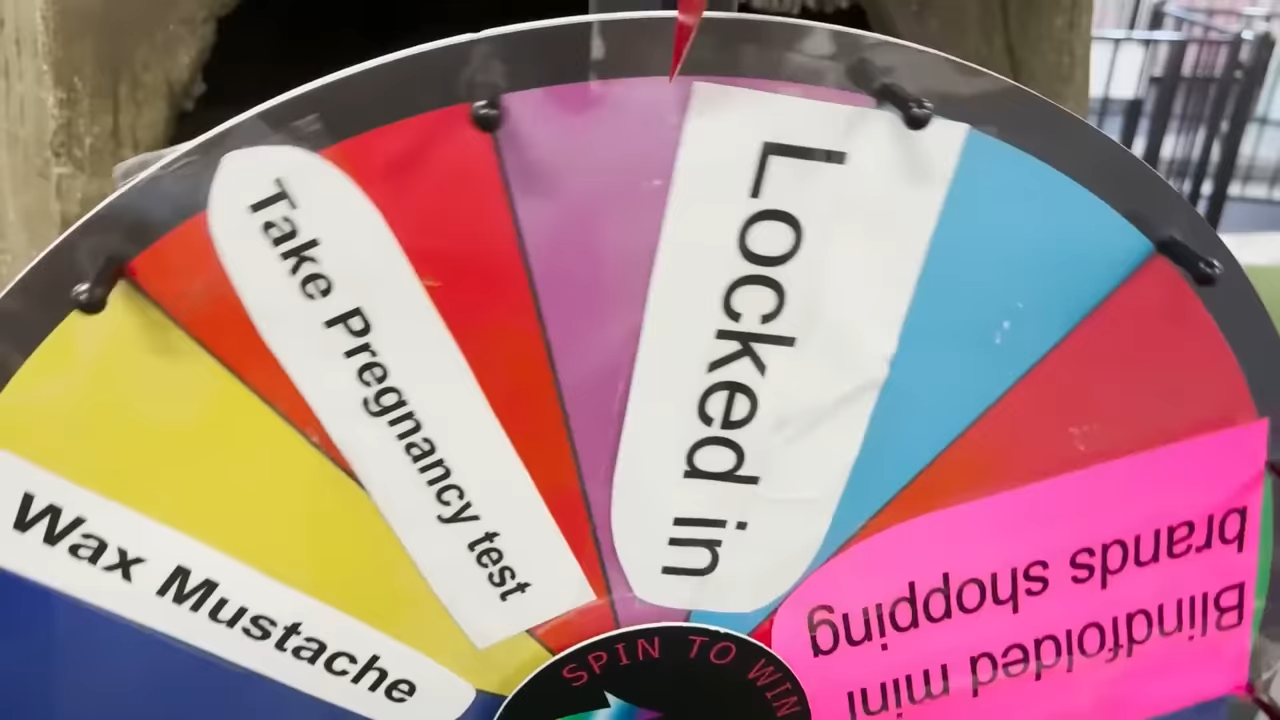 Wax Mustache
Take Pregnancy test
Locked in
Blindfolded mini
brands shopping
SPIN TO WIN